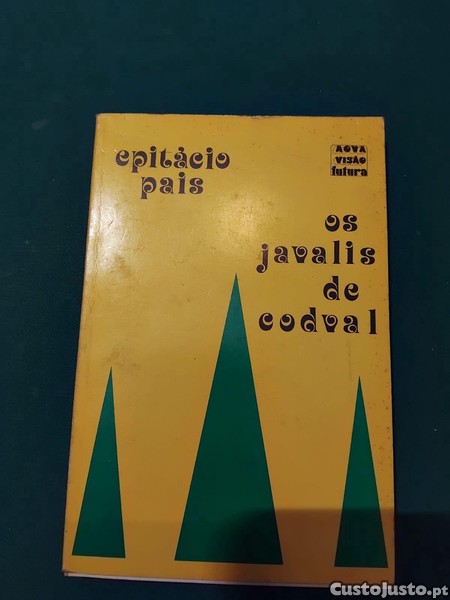 epitácio
pais
nova
visão
futura
os
javalis
de
codval
CustoJusto.pt